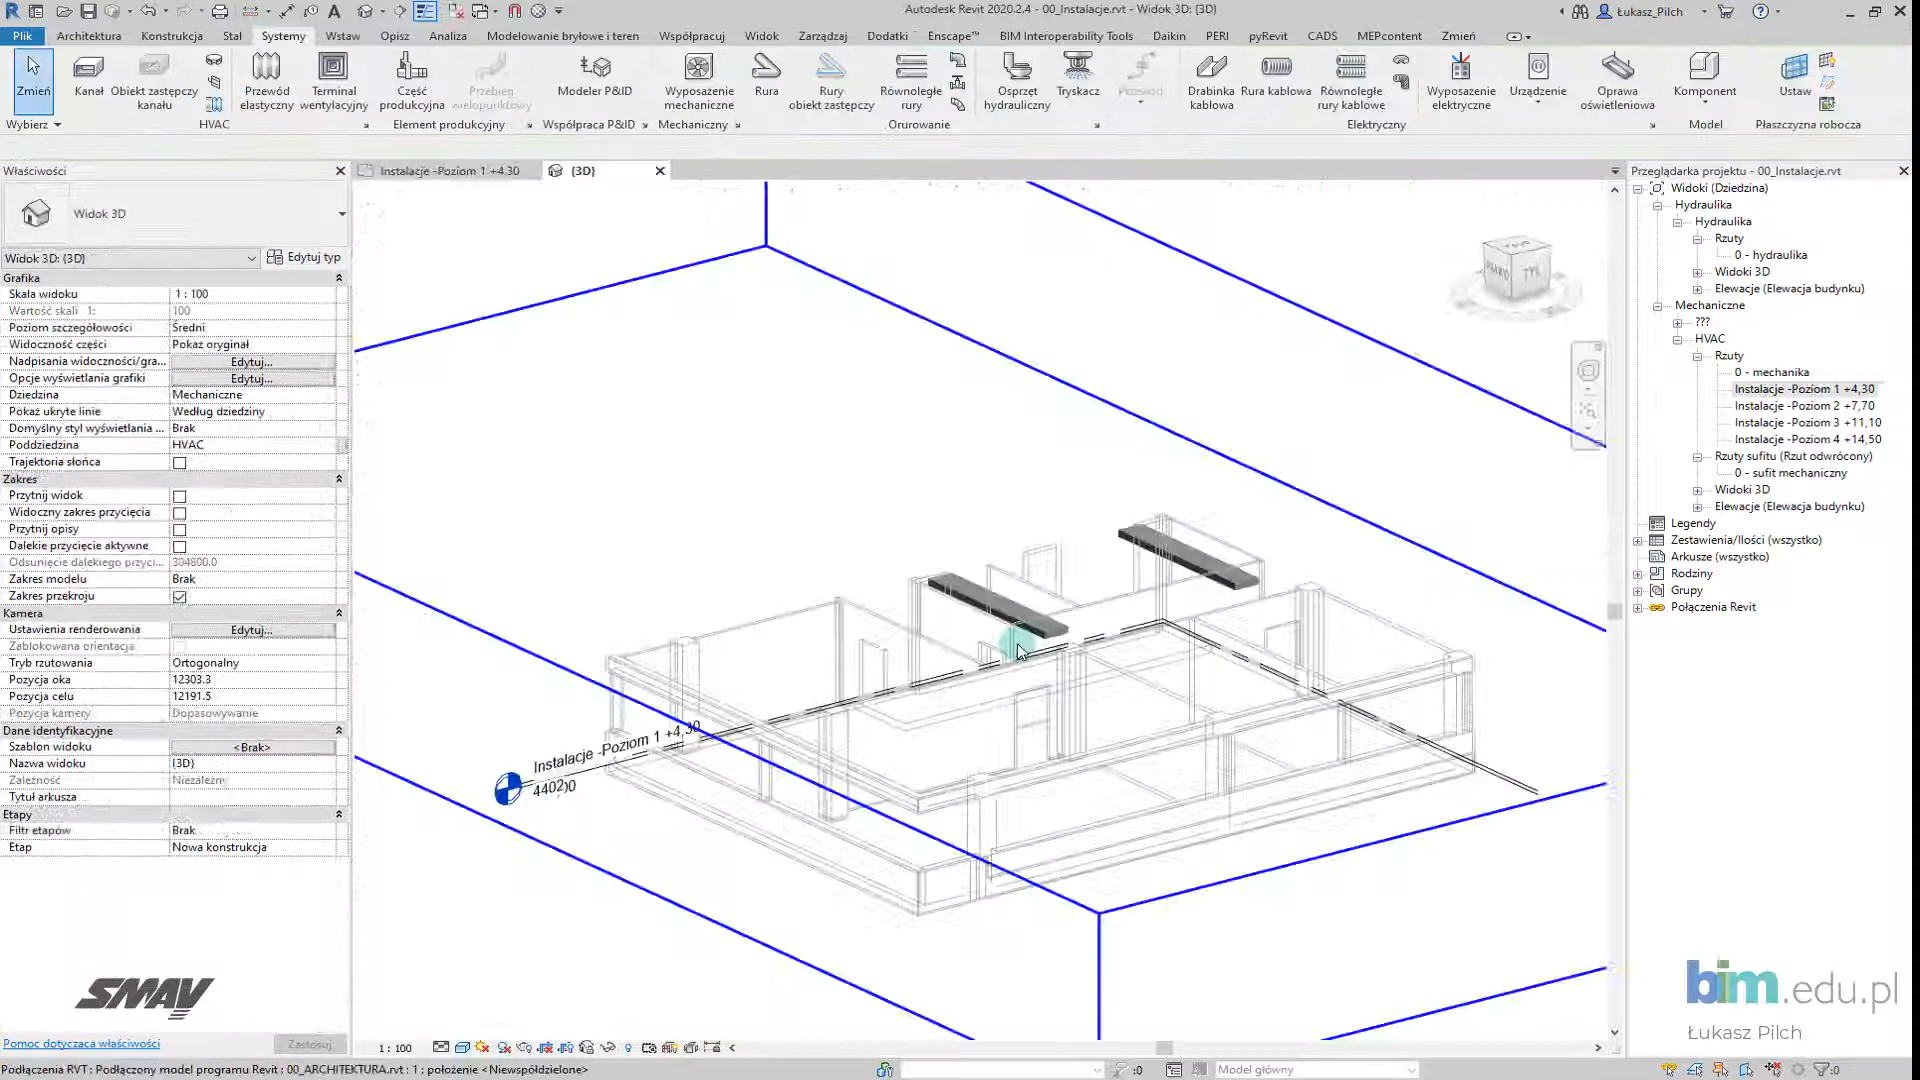 Autodesk Revit 2020.2.4 - 00_Instalacje.rvt - Widok 3D: {3D}
Łukasz_Pilch
Plik Architektura Konstrukcja Stal Systemy Wstaw Opisz Analiza Modelowanie bryłowe i teren Współpracuj Widok Zarządzaj Dodatki Enscape™ BIM Interoperability Tools Daikin PERI pyRevit CADS MEPcontent Zmień
Zmień
Kanał
Obiekt zastępczy kanału
Przewód elastyczny
Terminal wentylacyjny
Część produkcyjna
Przebieg wielopunktowy
Modeler P&ID
Wyposażenie mechaniczne
Rura
Rury obiekt zastępczy
Równoległe rury
Osprzęt hydrauliczny
Tryskacz
Przewód
Drabinka kablowa
Rura kablowa
Równoległe rury kablowe
Wyposażenie elektryczne
Urządzenie
Oprawa oświetleniowa
Komponent
Ustaw
Wybierz HVAC Element produkcyjny Współpraca P&ID Mechaniczny Orurowanie Elektryczny Model Płaszczyzna robocza
Właściwości
Widok 3D
Widok 3D: {3D} Edytuj typ
Grafika
Skala widoku 1 : 100
Wartość skali 1: 100
Poziom szczegółowości Średni
Widoczność części Pokaż oryginał
Nadpisania widoczności/gra... Edytuj...
Opcje wyświetlania grafiki Edytuj...
Dziedzina Mechaniczne
Pokaż ukryte linie Według dziedziny
Domyślny styl wyświetlania ... Brak
Poddziedzina HVAC
Trajektoria słońca
Zakres
Przytnij widok
Widoczny zakres przycięcia
Przytnij opisy
Dalekie przycięcie aktywne
Odsunięcie dalekiego przyci... 304800.0
Zakres modelu Brak
Zakres przekroju
Kamera
Ustawienia renderowania Edytuj...
Zablokowana orientacja
Tryb rzutowania Ortogonalny
Pozycja oka 12303.3
Pozycja celu 12191.5
Pozycja kamery Dopasowywanie
Dane identyfikacyjne
Szablon widoku <Brak>
Nazwa widoku {3D}
Zależność Niezależny
Tytuł arkusza
Etapy
Filtr etapów Brak
Etap Nowa konstrukcja
SMAY
Pomoc dotycząca właściwości Zastosuj
Instalacje -Poziom 1 +4,30 {3D}
TYŁ
Instalacje -Poziom 1 +4,30
1 : 100
Przeglądarka projektu - 00_Instalacje.rvt
Widoki (Dziedzina)
Hydraulika
Hydraulika
Rzuty
0 - hydraulika
Widoki 3D
Elewacje (Elewacja budynku)
Mechaniczne
???
HVAC
Rzuty
0 - mechanika
Instalacje -Poziom 1 +4,30
Instalacje -Poziom 2 +7,70
Instalacje -Poziom 3 +11,10
Instalacje -Poziom 4 +14,50
Rzuty sufitu (Rzut odwrócony)
0 - sufit mechaniczny
Widoki 3D
Elewacje (Elewacja budynku)
Legendy
Zestawienia/Ilości (wszystko)
Arkusze (wszystko)
Rodziny
Grupy
Połączenia Revit
bim.edu.pl
Łukasz Pilch
Podłączenia RVT : Podłączony model programu Revit : 00_ARCHITEKTURA.rvt : 1 : położenie <Niewspółdzielone>
:0
Model główny
:0